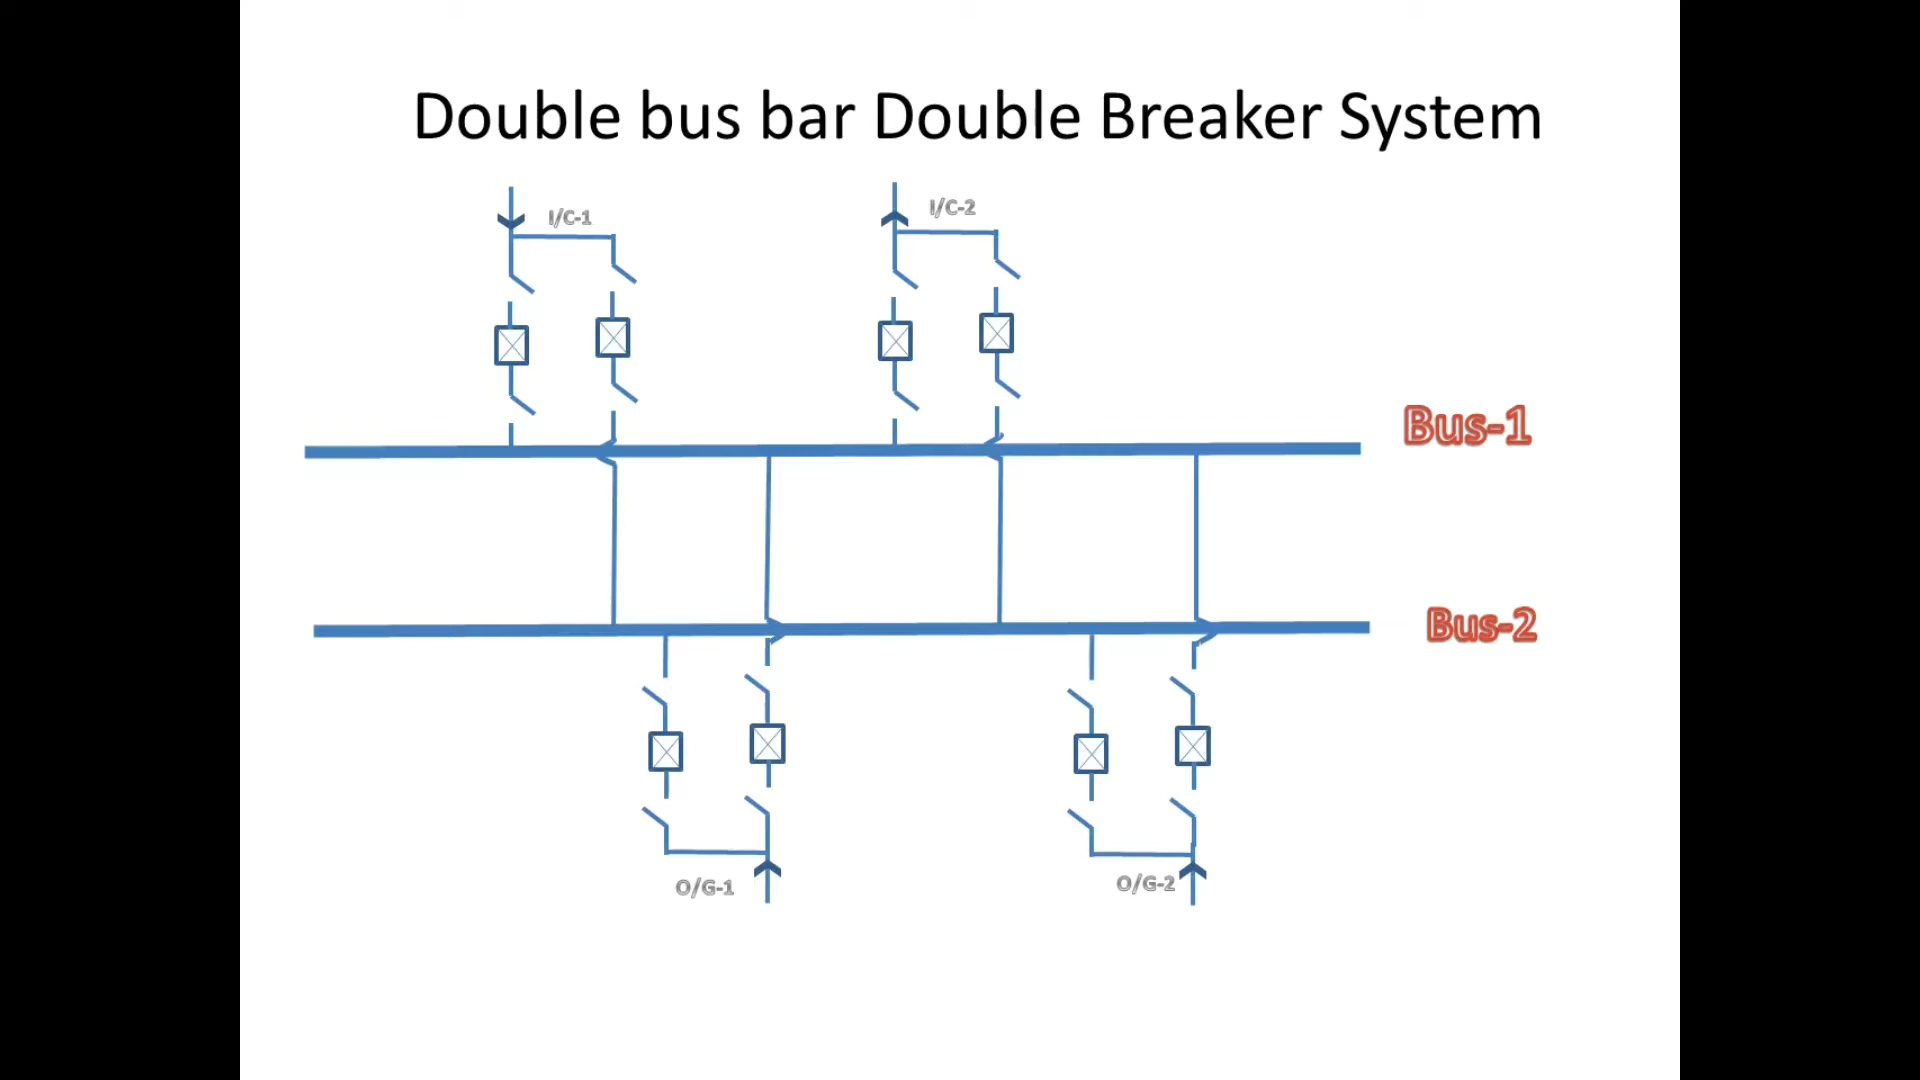 Double bus bar Double Breaker System
I/C-1
I/C-2
Bus-1
Bus-2
O/G-1
O/G-2